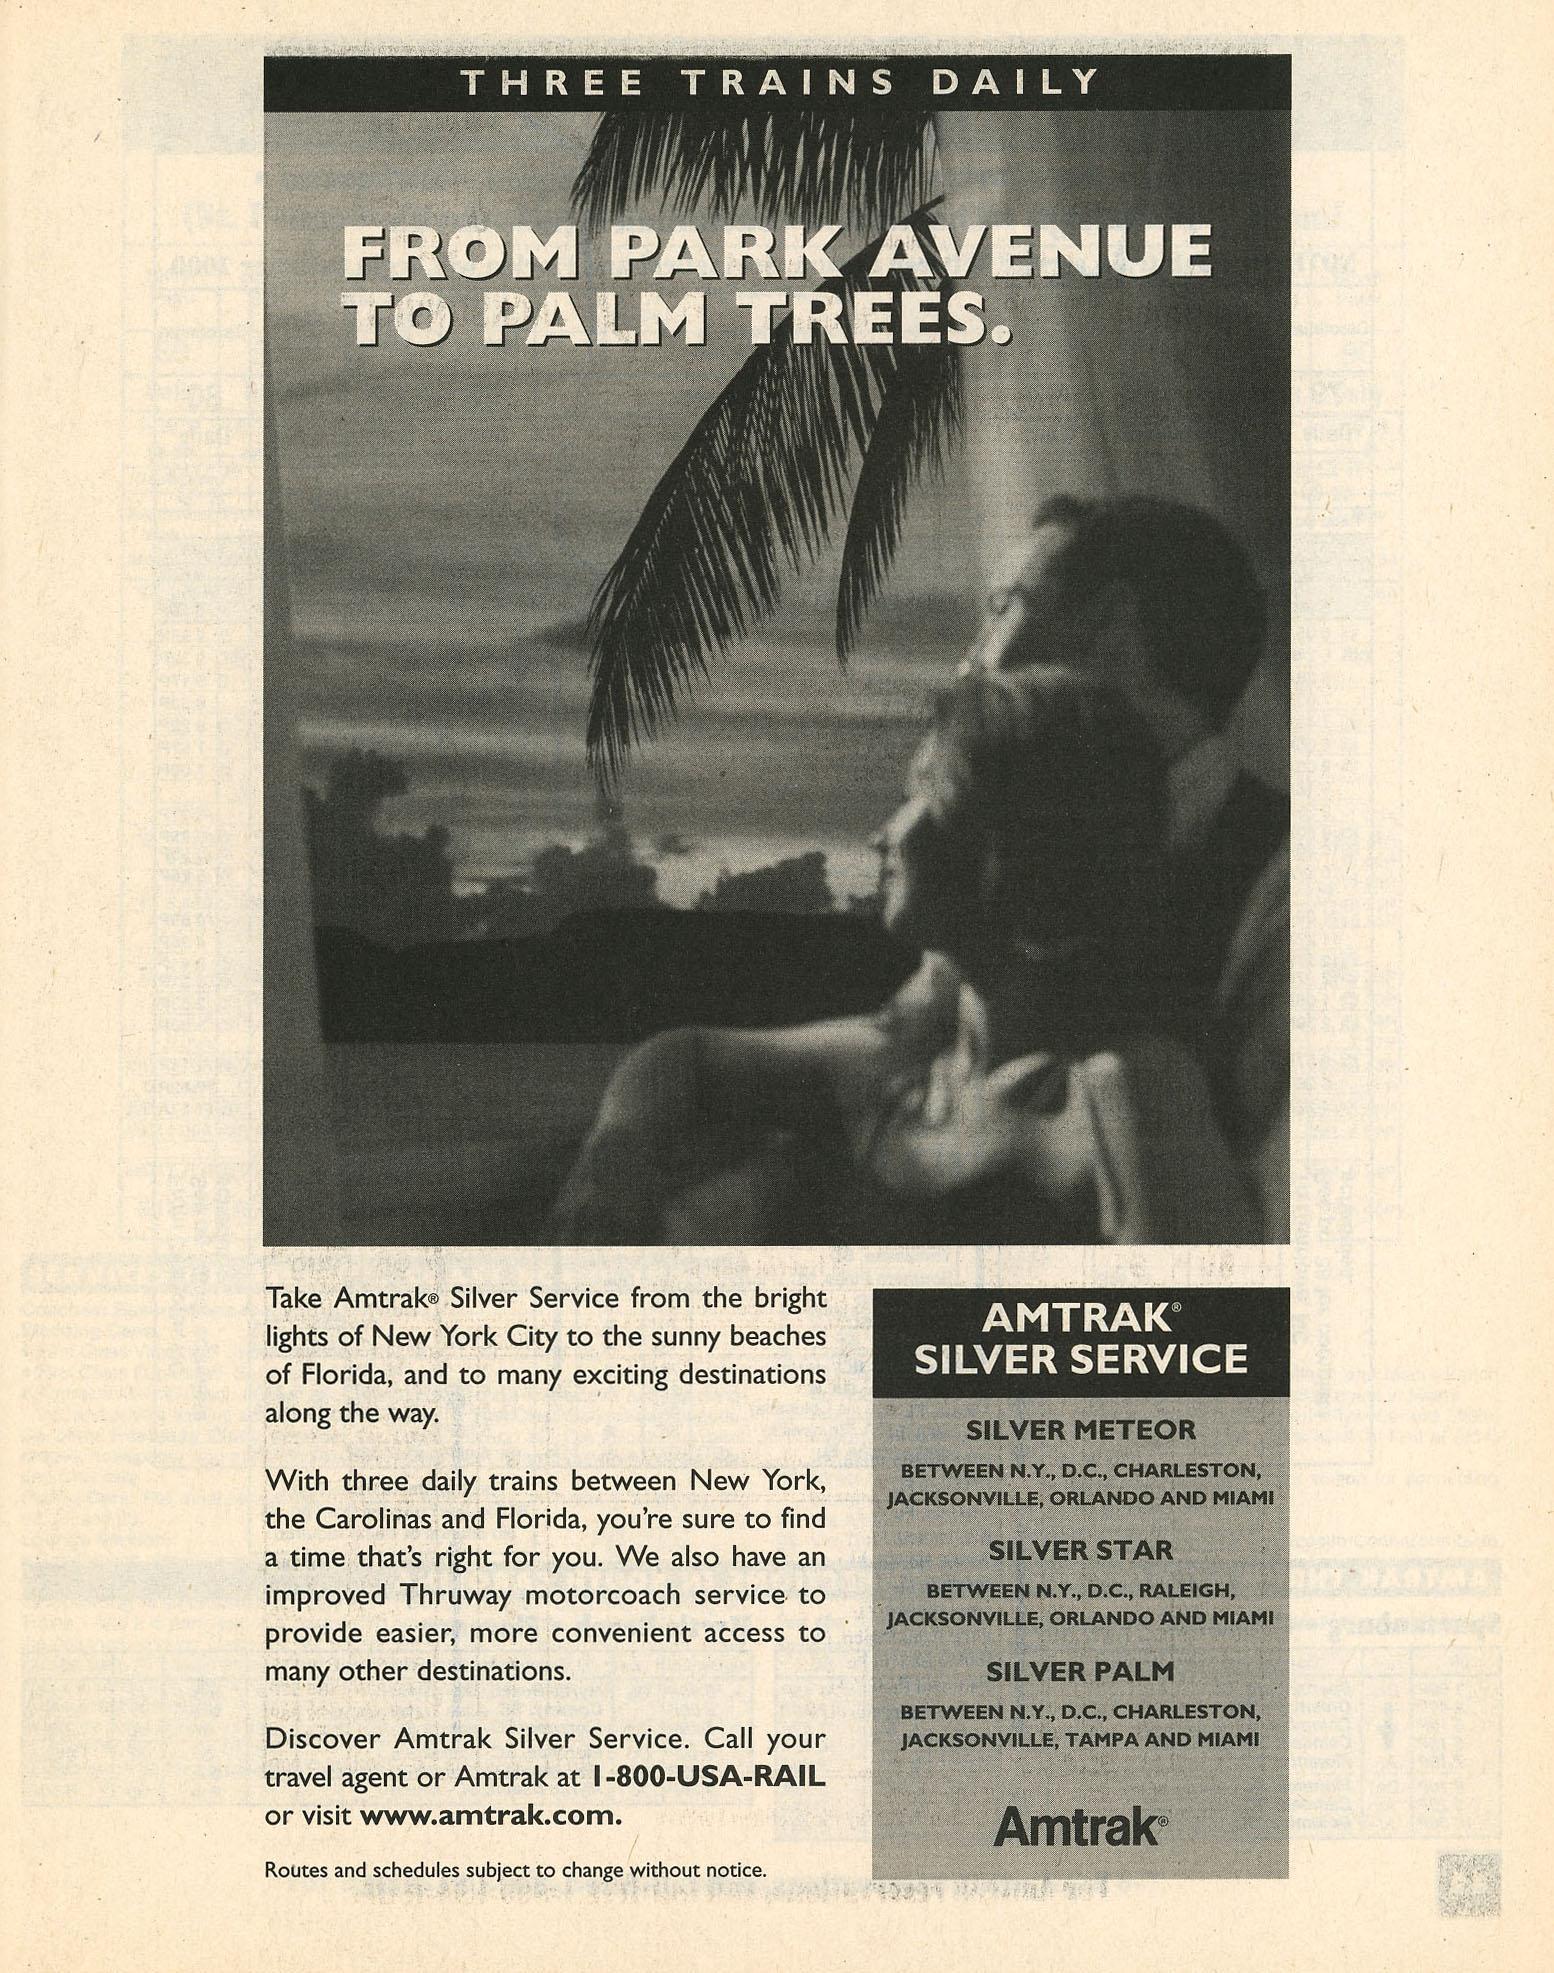 THREE TRAINS DAILY
FROM PARK AVENUE
TO PALM TREES.
Take Amtrak® Silver Service from the bright
lights of New York City to the sunny beaches
of Florida, and to many exciting destinations
along the way.
With three daily trains between New York,
the Carolinas and Florida, you're sure to find
a time that's right for you. We also have an
improved Thruway motorcoach service to
provide easier, more convenient access to
many other destinations.
Discover Amtrak Silver Service. Call your
travel agent or Amtrak at 1-800-USA-RAIL
or visit www.amtrak.com.
Routes and schedules subject to change without notice.
AMTRAK®
SILVER SERVICE
SILVER METEOR
BETWEEN N.Y., D.C., CHARLESTON,
JACKSONVILLE, ORLANDO AND MIAMI
SILVER STAR
BETWEEN N.Y., D.C., RALEIGH,
JACKSONVILLE, ORLANDO AND MIAMI
SILVER PALM
BETWEEN N.Y., D.C., CHARLESTON,
JACKSONVILLE, TAMPA AND MIAMI
Amtrak®